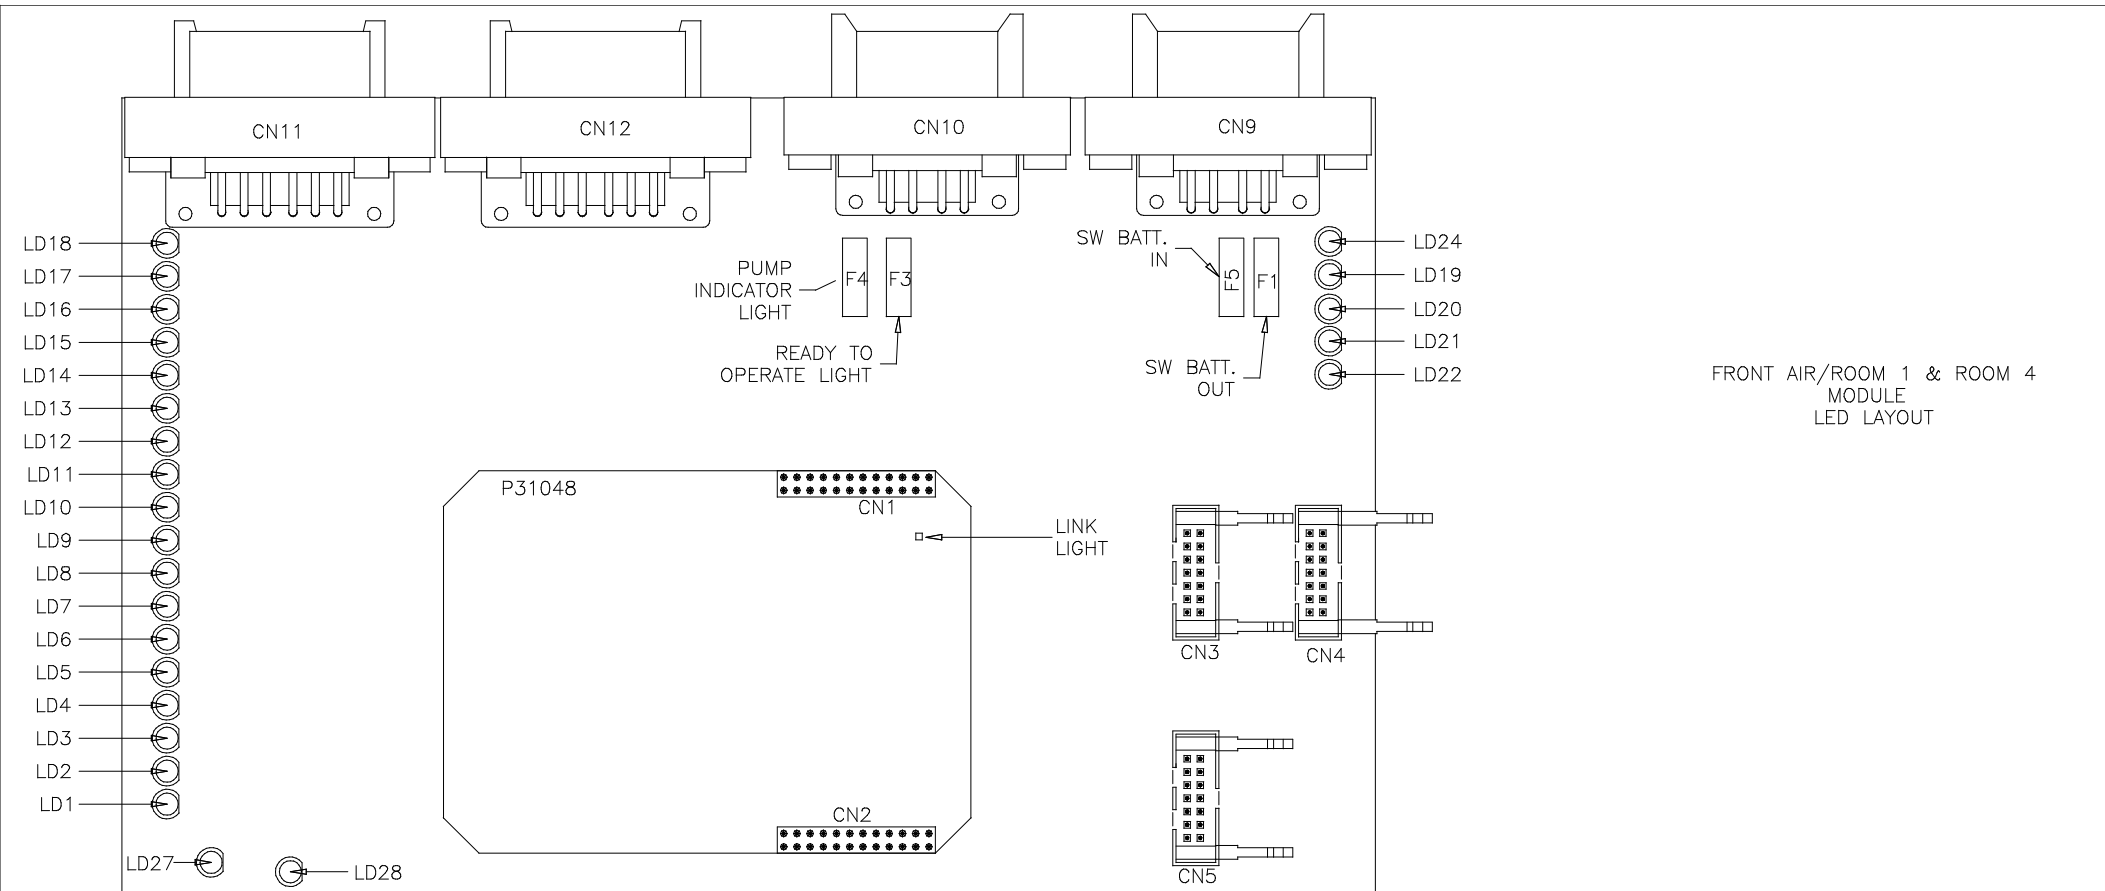 CN11
CN12
CN10
CN9
LD18
LD17
LD16
LD15
LD14
LD13
LD12
LD11
LD10
LD9
LD8
LD7
LD6
LD5
LD4
LD3
LD2
LD1
LD27
LD28
PUMP
INDICATOR
LIGHT
F4
F3
READY TO
OPERATE LIGHT
SW BATT.
IN
F5
F1
SW BATT.
OUT
LD24
LD19
LD20
LD21
LD22
FRONT AIR/ROOM 1 & ROOM 4
MODULE
LED LAYOUT
P31048
CN1
LINK
LIGHT
CN2
CN3
CN4
CN5